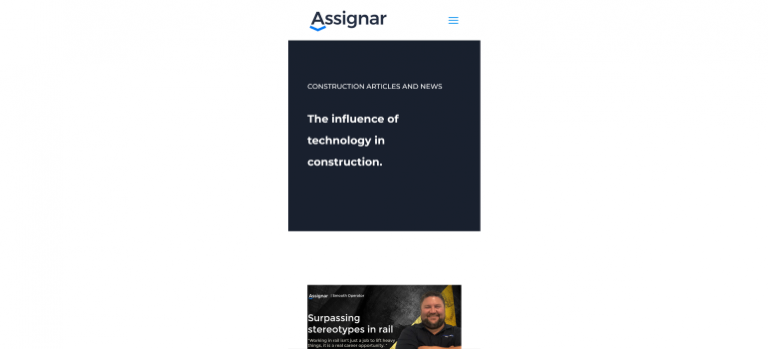 Assignar
CONSTRUCTION ARTICLES AND NEWS
The influence of
technology in
construction.
Assignar | Smooth Operator
Surpassing
stereotypes in rail
"Working in rail isn't just a job to lift heavy
things, it is a real career opportunity."